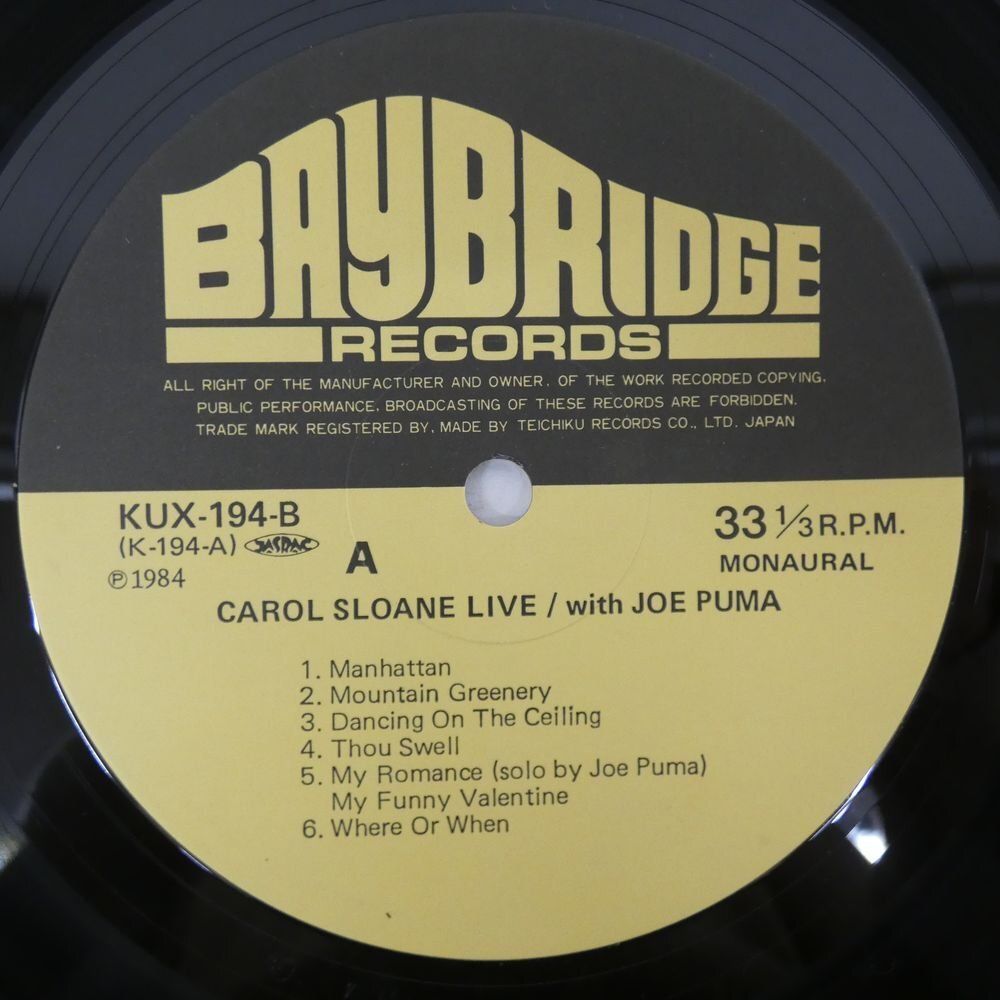 BAYBRIDGE
RECORDS
ALL RIGHT OF THE MANUFACTURER AND OWNER. OF THE WORK RECORDED COPYING.
PUBLIC PERFORMANCE. BROADCASTING OF THESE RECORDS ARE FORBIDDEN.
TRADE MARK REGISTERED BY. MADE BY TEICHIKU RECORDS CO., LTD. JAPAN
KUX-194-B
(K-194-A) JASRAC
℗1984
A
33 1/3 R.P.M.
MONAURAL
CAROL SLOANE LIVE / with JOE PUMA
1. Manhattan
2. Mountain Greenery
3. Dancing On The Ceiling
4. Thou Swell
5. My Romance (solo by Joe Puma)
My Funny Valentine
6. Where Or When